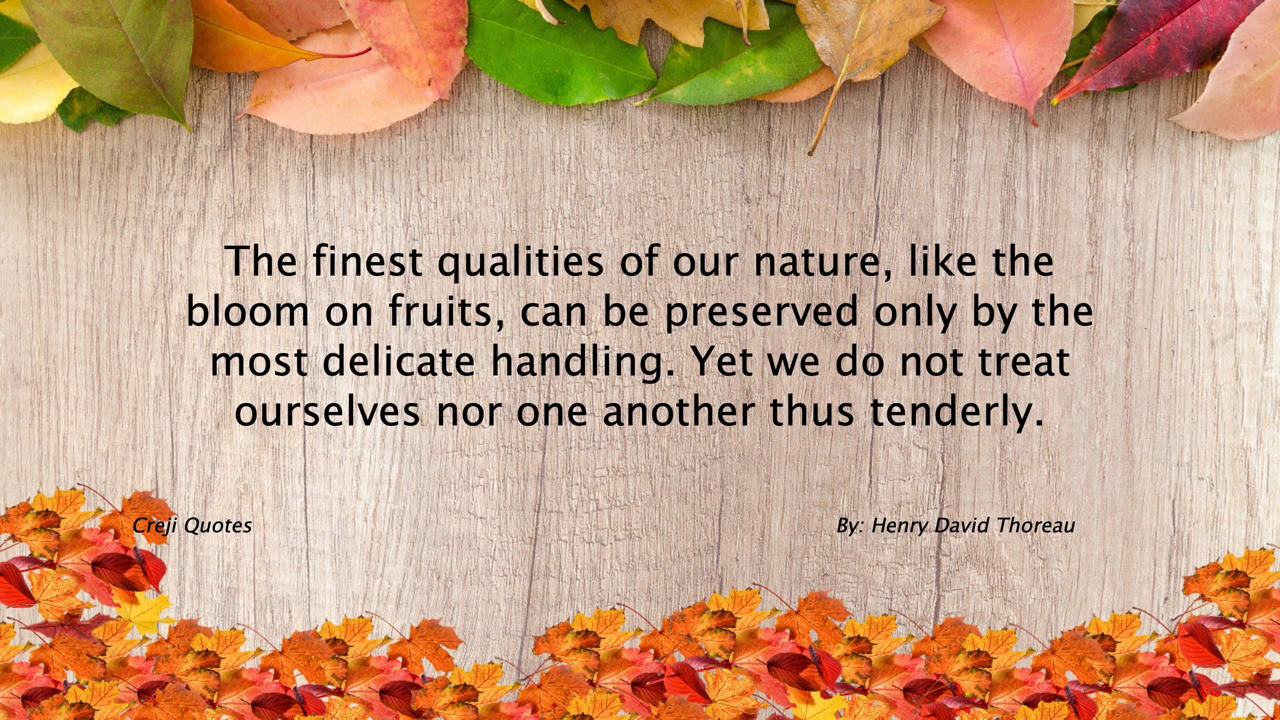 The finest qualities of our nature, like the
bloom on fruits, can be preserved only by the
most delicate handling. Yet we do not treat
ourselves nor one another thus tenderly.
Creji Quotes
By: Henry David Thoreau